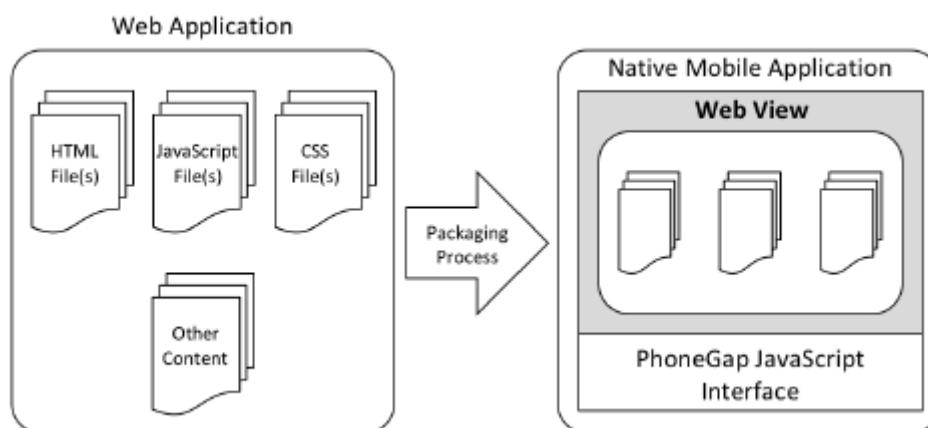 Web Application
HTML
File(s)
JavaScript
File(s)
CSS
File(s)
Other
Content
Packaging
Process
Native Mobile Application
Web View
PhoneGap JavaScript
Interface